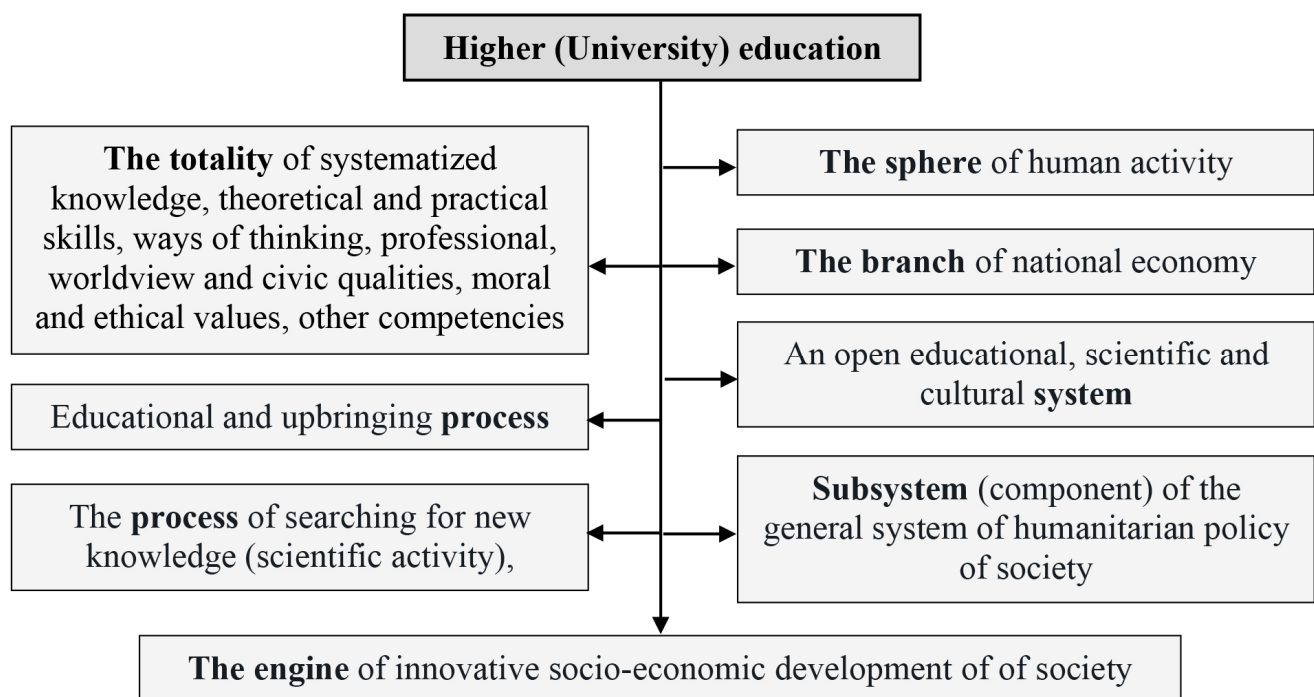 Higher (University) education
The totality of systematized
knowledge, theoretical and practical
skills, ways of thinking, professional,
worldview and civic qualities, moral
and ethical values, other competencies
Educational and upbringing process
The process of searching for new
knowledge (scientific activity),
The sphere of human activity
The branch of national economy
An open educational, scientific and
cultural system
Subsystem (component) of the
general system of humanitarian policy
of society
The engine of innovative socio-economic development of of society